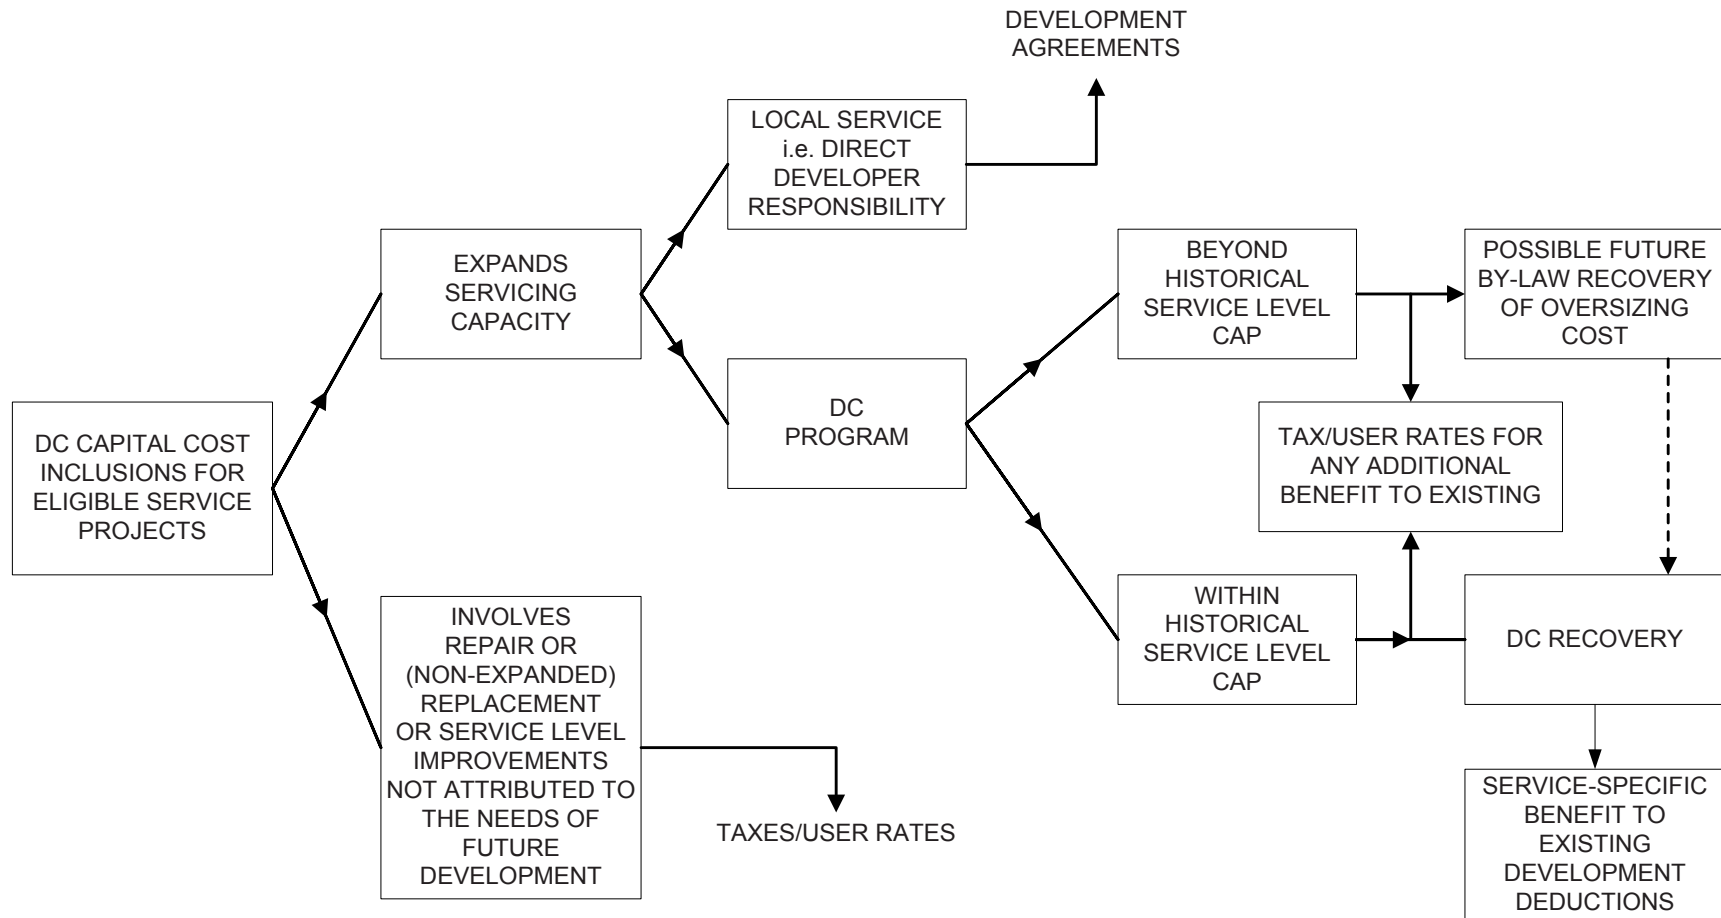 DEVELOPMENT
AGREEMENTS
LOCAL SERVICE
i.e. DIRECT
DEVELOPER
RESPONSIBILITY
EXPANDS
SERVICING
CAPACITY
BEYOND
HISTORICAL
SERVICE LEVEL
CAP
POSSIBLE FUTURE
BY-LAW RECOVERY
OF OVERSIZING
COST
DC
PROGRAM
DC CAPITAL COST
INCLUSIONS FOR
ELIGIBLE SERVICE
PROJECTS
TAX/USER RATES FOR
ANY ADDITIONAL
BENEFIT TO EXISTING
INVOLVES
REPAIR OR
(NON-EXPANDED)
REPLACEMENT
OR SERVICE LEVEL
IMPROVEMENTS
NOT ATTRIBUTED TO
THE NEEDS OF
FUTURE
DEVELOPMENT
WITHIN
HISTORICAL
SERVICE LEVEL
CAP
DC RECOVERY
TAXES/USER RATES
SERVICE-SPECIFIC
BENEFIT TO
EXISTING
DEVELOPMENT
DEDUCTIONS